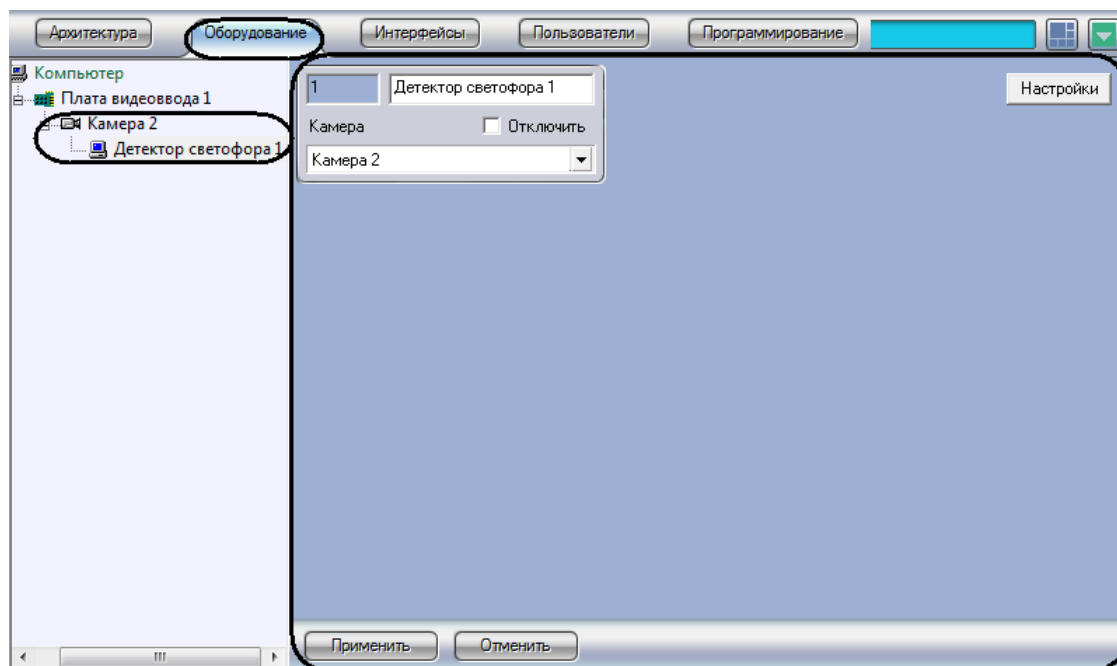 Архитектура Оборудование Интерфейсы Пользователи Программирование
Компьютер
Плата видеоввода 1
Камера 2
Детектор светофора 1
1 Детектор светофора 1
Камера Отключить
Камера 2
Настройки
Применить Отменить